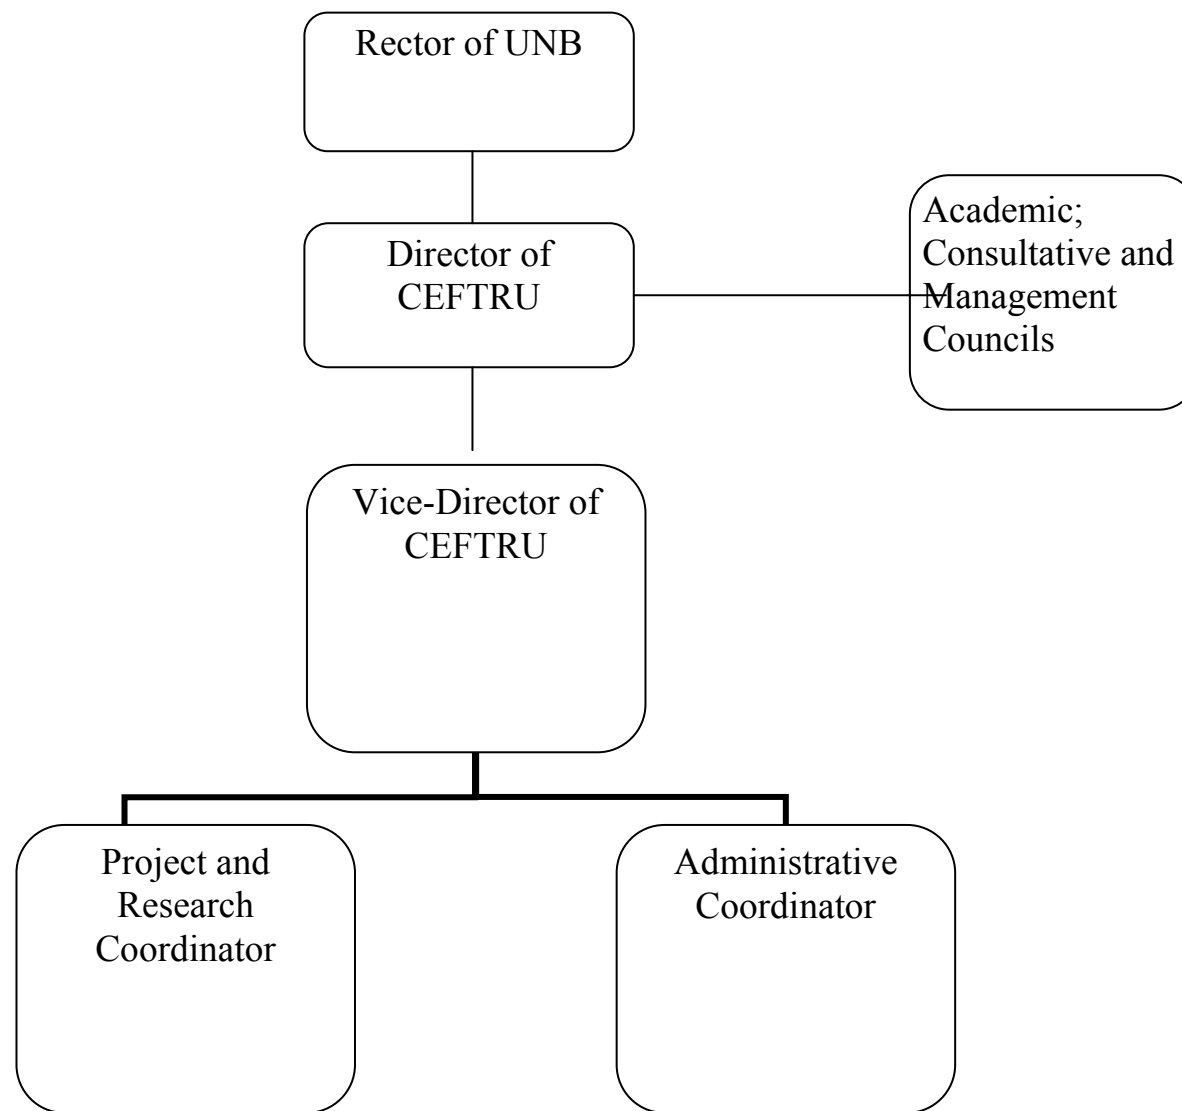 Rector of UNB
Director of
CEFTRU
Academic;
Consultative and
Management
Councils
Vice-Director of
CEFTRU
Project and
Research
Coordinator
Administrative
Coordinator